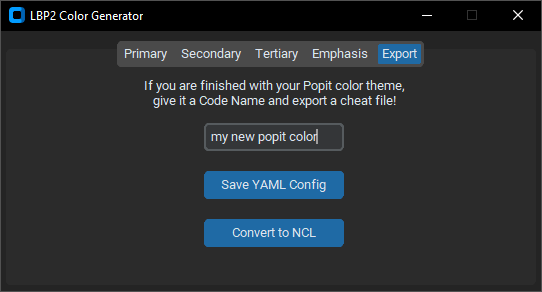 LBP2 Color Generator
Primary Secondary Tertiary Emphasis Export
If you are finished with your Popit color theme,
give it a Code Name and export a cheat file!
my new popit color
Save YAML Config
Convert to NCL